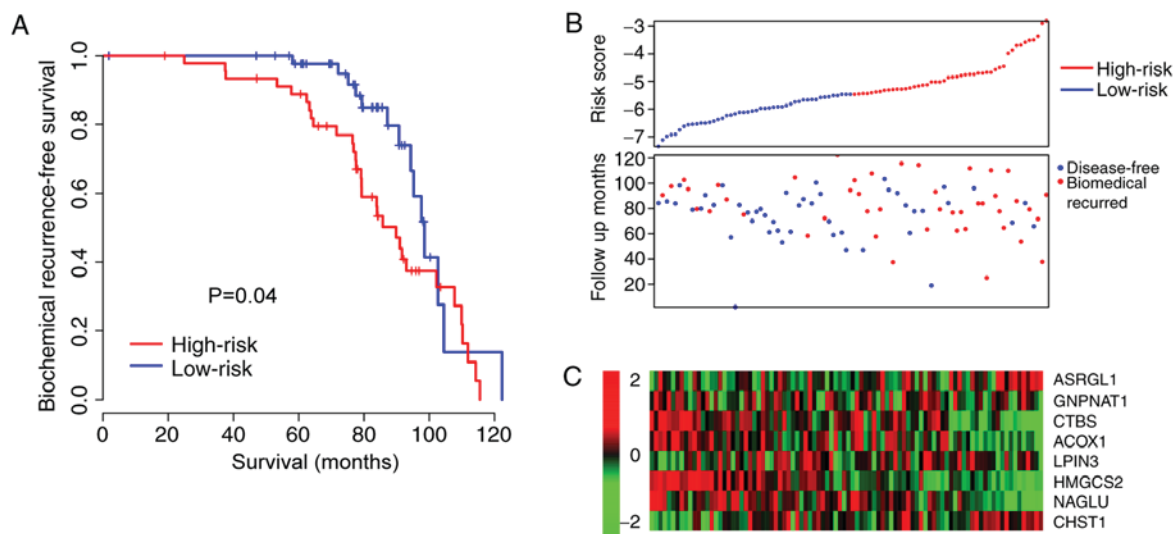 A
Biochemical recurrence-free survival
1.0
0.8
0.6
0.4
0.2
0.0
P=0.04
High-risk
Low-risk
0 20 40 60 80 100 120
Survival (months)
B
Risk score
−3
−4
−5
−6
−7
High-risk
Low-risk
Follow up months
120
100
80
60
40
20
Disease-free
Biomedical
recurred
C
2
0
−2
ASRGL1
GNPNAT1
CTBS
ACOX1
LPIN3
HMGCS2
NAGLU
CHST1